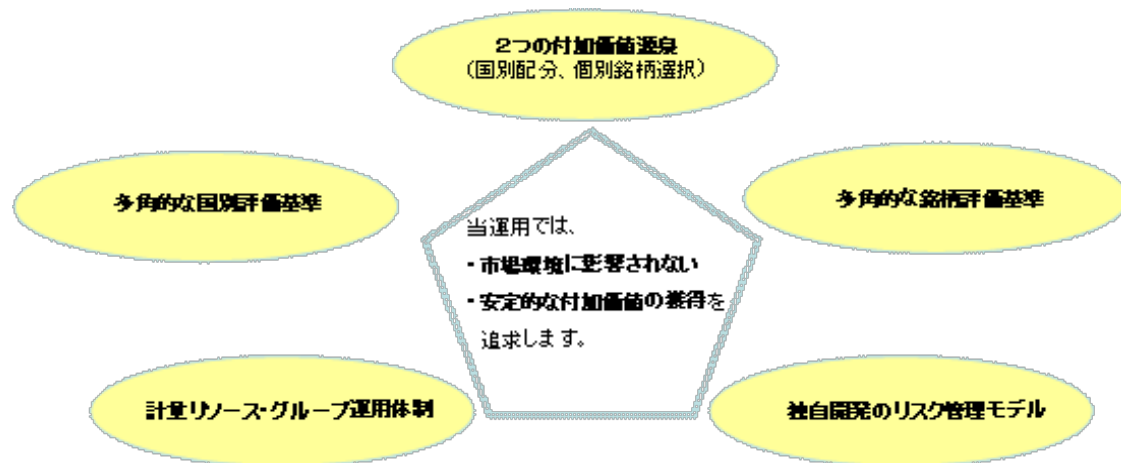 2つの付加価値源泉
（国別配分、個別銘柄選択）
多角的な国別評価基準
多角的な銘柄評価基準
当運用では、
・市場環境に影響されない
・安定的な付加価値の獲得を
追求します。
計量リソース・グループ運用体制
独自開発のリスク管理モデル